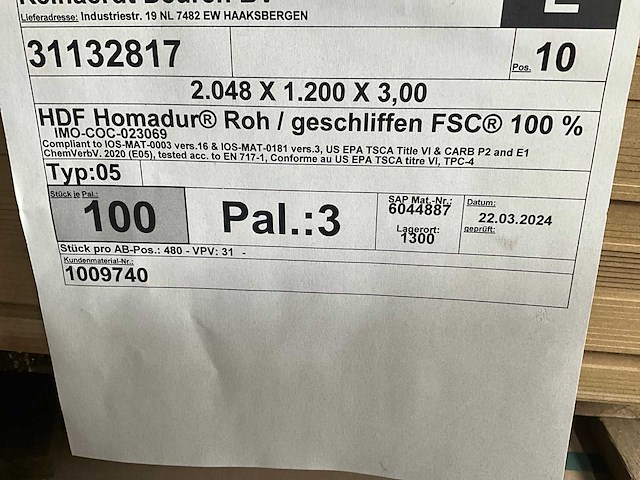 Lieferadresse: Industriestr. 19 NL 7482 EW HAAKSBERGEN
31132817
Pos. 10
2.048 X 1.200 X 3,00
HDF Homadur® Roh / geschliffen FSC® 100 %
IMO-COC-023069
Compliant to IOS-MAT-0003 vers.16 & IOS-MAT-0181 vers.3, US EPA TSCA Title VI & CARB P2 and E1
ChemVerbV. 2020 (E05), tested acc. to EN 717-1, Conforme au US EPA TSCA titre VI, TPC-4
Typ:05
Stück je Pal.:
100
Pal.:3
SAP Mat.-Nr.:
6044887
Lagerort:
1300
Datum:
22.03.2024
geprüft:
Stück pro AB-Pos.: 480 - VPV: 31 -
Kundenmaterial-Nr.:
1009740